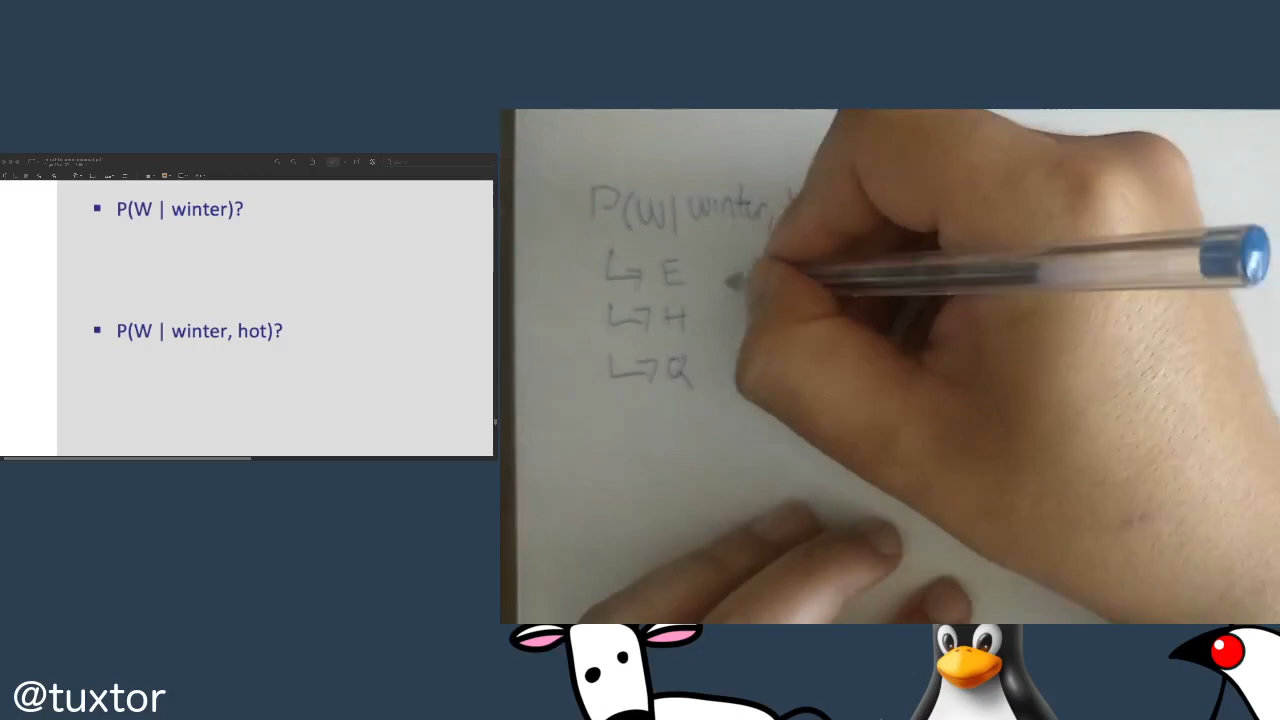 P(W | winter)?
P(W | winter, hot)?
P(W| winter,
↳ E
↳ H
↳ Q
@tuxtor